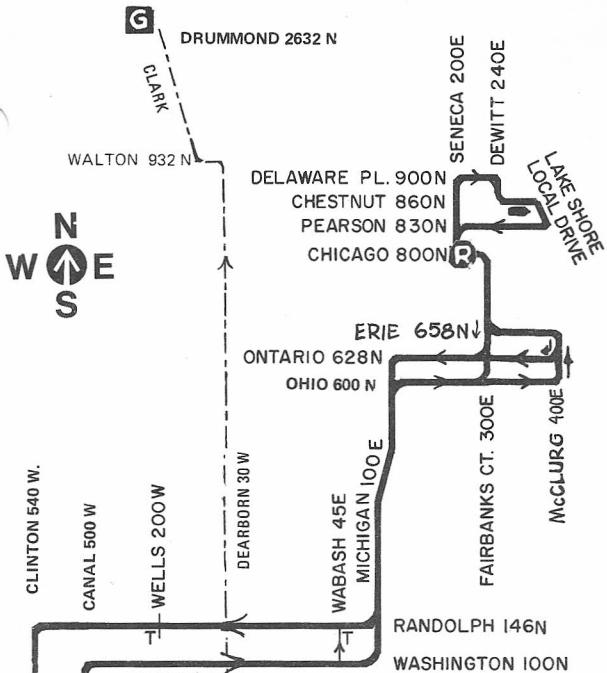 G
DRUMMOND 2632 N
CLARK
WALTON 932 N
SENECA 200E
DEWITT 240E
DELAWARE PL. 900N
CHESTNUT 860N
PEARSON 830N
CHICAGO 800N
R
LAKE SHORE
LOCAL DRIVE
N
W E
S
ERIE 658N
ONTARIO 628N
OHIO 600 N
MICHIGAN 100E
FAIRBANKS CT. 300E
McCLURG 400E
CLINTON 540 W.
CANAL 500 W
WELLS 200W
DEARBORN 30 W
WABASH 45E
T
T
RANDOLPH 146N
WASHINGTON 100N